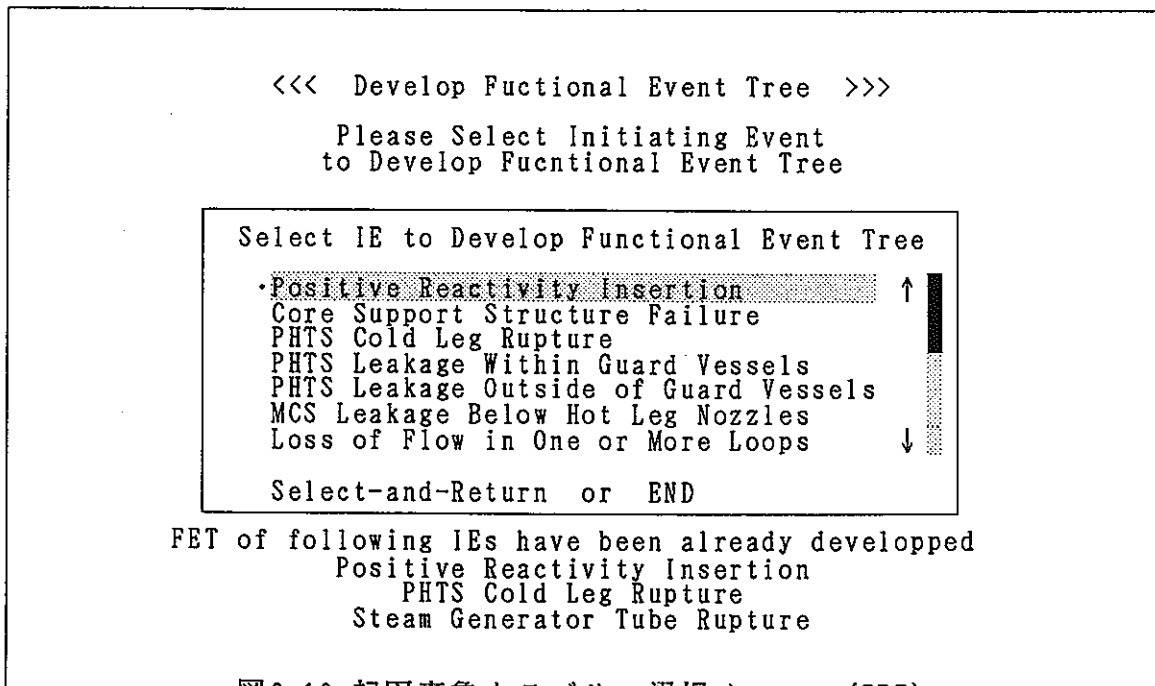 <<< Develop Fuctional Event Tree >>>
Please Select Initiating Event
to Develop Fucntional Event Tree
Select IE to Develop Functional Event Tree
·Positive Reactivity Insertion ↑
Core Support Structure Failure
PHTS Cold Leg Rupture
PHTS Leakage Within Guard Vessels
PHTS Leakage Outside of Guard Vessels
MCS Leakage Below Hot Leg Nozzles
Loss of Flow in One or More Loops ↓
Select-and-Return or END
FET of following IEs have been already developped
Positive Reactivity Insertion
PHTS Cold Leg Rupture
Steam Generator Tube Rupture